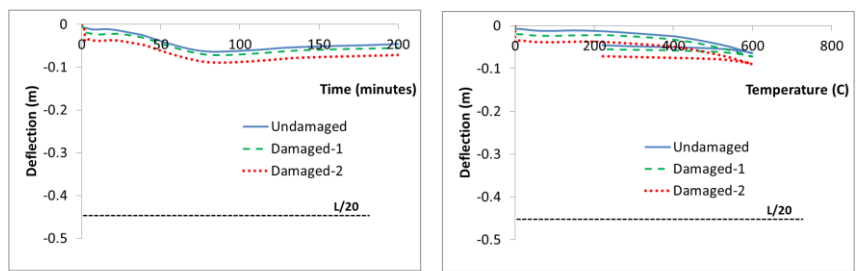 0
0 50 100 150 200
-0.1
Time (minutes)
-0.2
Undamaged
-0.3
Damaged-1
Damaged-2
-0.4
L/20
-0.5
Deflection (m)
0
0 200 400 600 800
-0.1
Temperature (C)
-0.2
-0.3
Undamaged
Damaged-1
Damaged-2
-0.4
L/20
-0.5
Deflection (m)